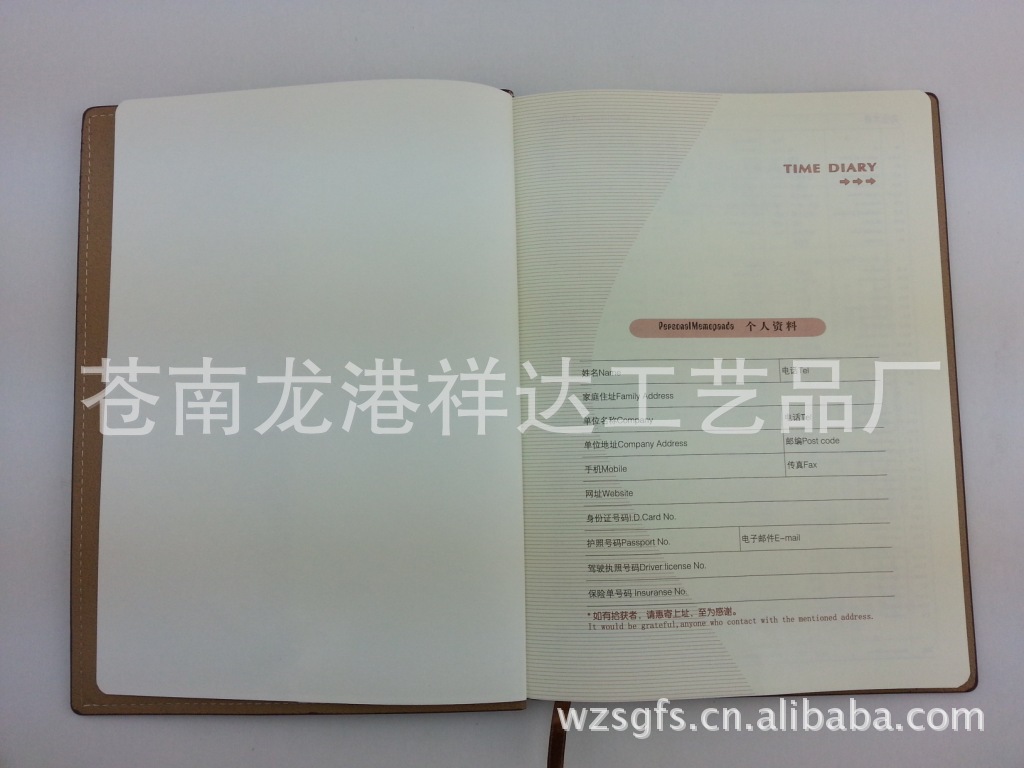 TIME DIARY
Personal Memoranda 个人资料
姓名Name 电话Tel
苍南龙港祥达工艺品厂
家庭住址Family Address
单位名称Company 电话Tel
单位地址Company Address 邮编Post code
手机Mobile 传真Fax
网址Website
身份证号码I.D.Card No.
护照号码Passport No. 电子邮件E-mail
驾驶执照号码Driver license No.
保险单号码 Insuranse No.
*如有拾获者，请惠寄上址，至为感谢。
It would be grateful,anyone who contact with the mentioned address.
wzsgfs.cn.alibaba.com